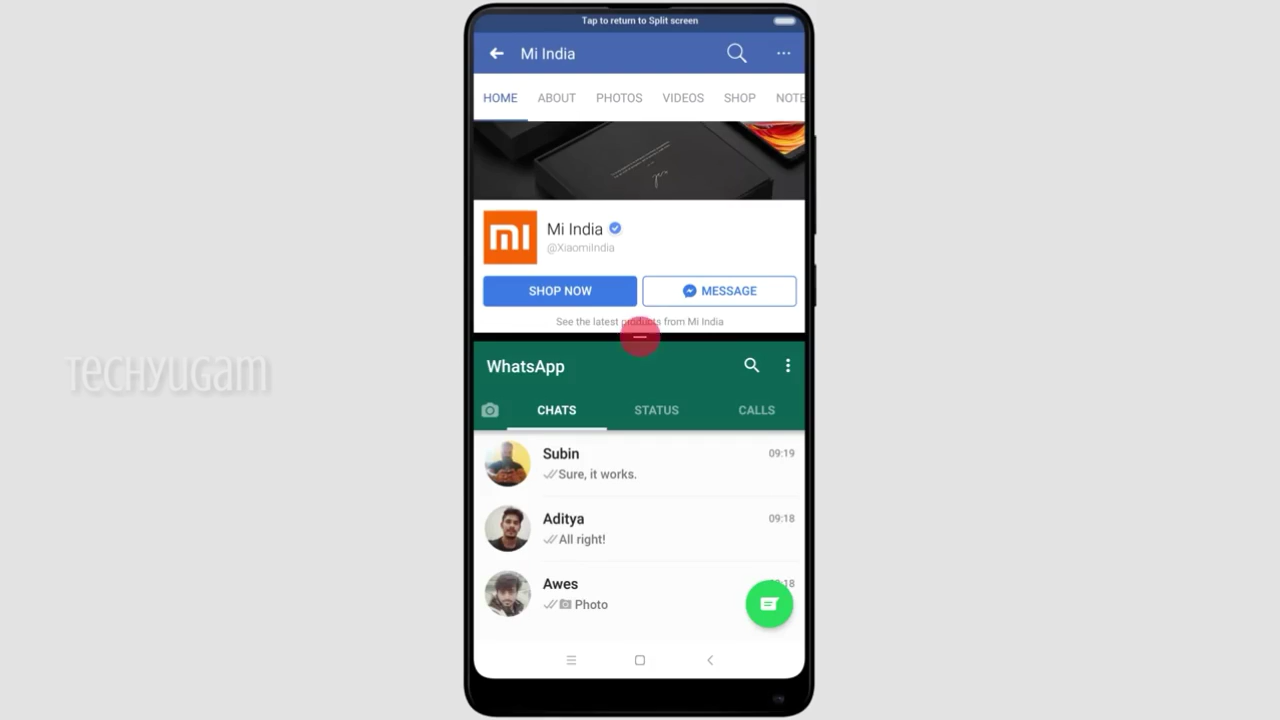 Tap to return to Split screen
Mi India
HOME ABOUT PHOTOS VIDEOS SHOP NOTE
mi
Mi India
@XiaomiIndia
SHOP NOW MESSAGE
See the latest products from Mi India
TECHYUGAM
WhatsApp
CHATS STATUS CALLS
Subin 09:19
Sure, it works.
Aditya 09:18
All right!
Awes :18
Photo